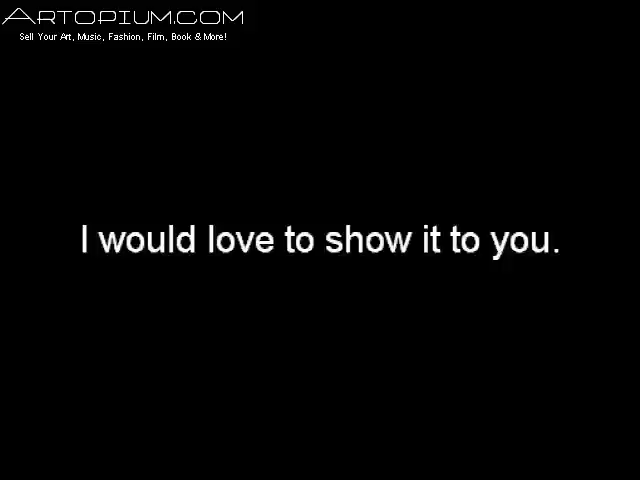 ARTOPIUM.COM
Sell Your Art, Music, Fashion, Film, Book & More!
I would love to show it to you.